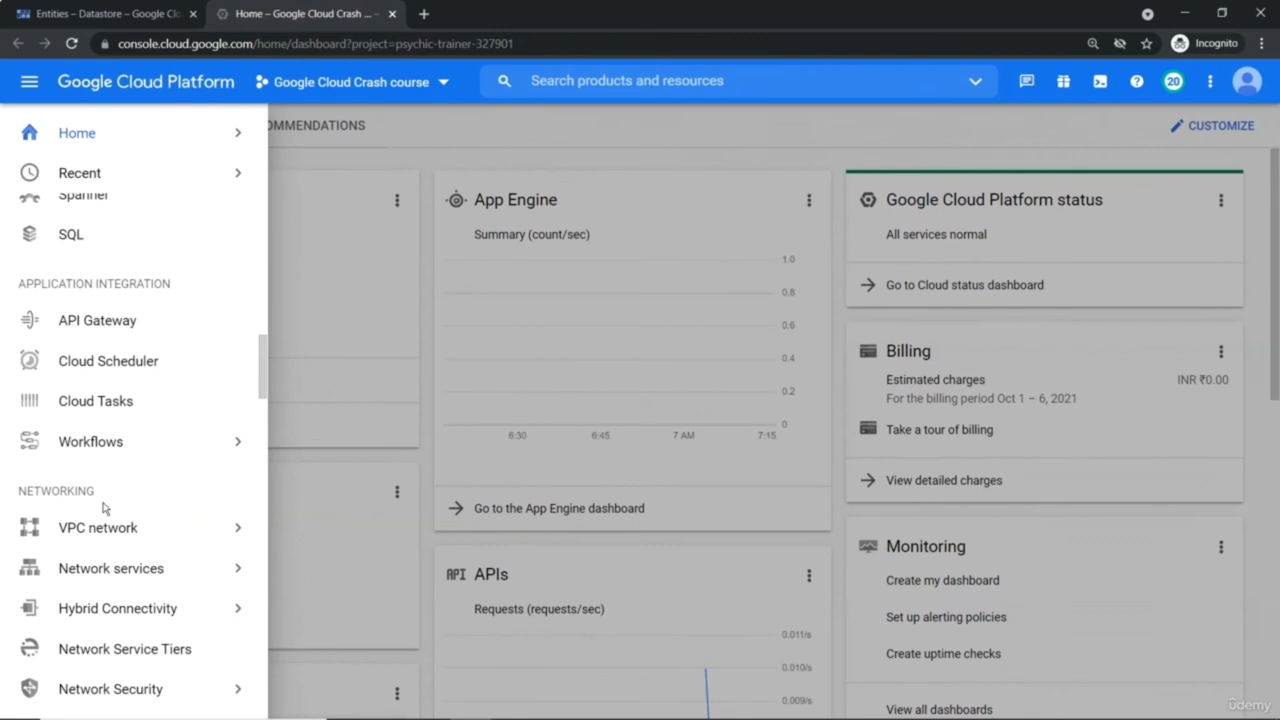 Entities – Datastore – Google Clo
Home – Google Cloud Crash ... –
console.cloud.google.com/home/dashboard?project=psychic-trainer-327901
Incognito
Google Cloud Platform
Google Cloud Crash course
Search products and resources
20
Home
Recent
Spanner
SQL
APPLICATION INTEGRATION
API Gateway
Cloud Scheduler
Cloud Tasks
Workflows
NETWORKING
VPC network
Network services
Hybrid Connectivity
Network Service Tiers
Network Security
OMMENDATIONS
CUSTOMIZE
App Engine
Summary (count/sec)
1.0
0.8
0.6
0.4
0.2
0
6:30 6:45 7 AM 7:15
Go to the App Engine dashboard
API APIs
Requests (requests/sec)
0.011/s
0.010/s
0.009/s
Google Cloud Platform status
All services normal
Go to Cloud status dashboard
Billing
Estimated charges INR ₹0.00
For the billing period Oct 1 – 6, 2021
Take a tour of billing
View detailed charges
Monitoring
Create my dashboard
Set up alerting policies
Create uptime checks
View all dashboards
ûdemy